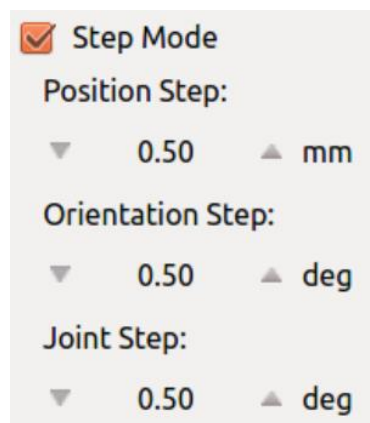 Step Mode
Position Step:
0.50 mm
Orientation Step:
0.50 deg
Joint Step:
0.50 deg